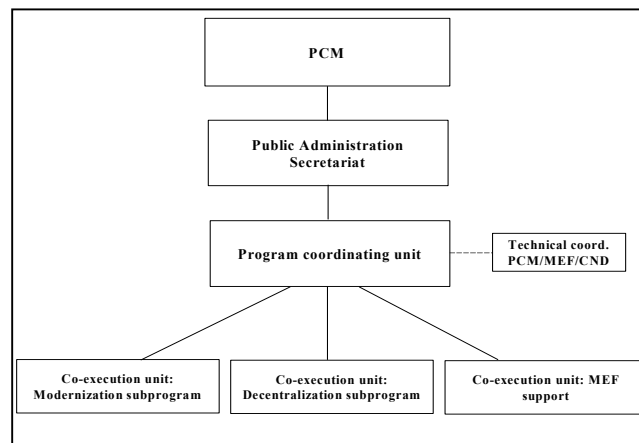 PCM
Public Administration
Secretariat
Program coordinating unit
Technical coord.
PCM/MEF/CND
Co-execution unit:
Modernization subprogram
Co-execution unit:
Decentralization subprogram
Co-execution unit: MEF
support